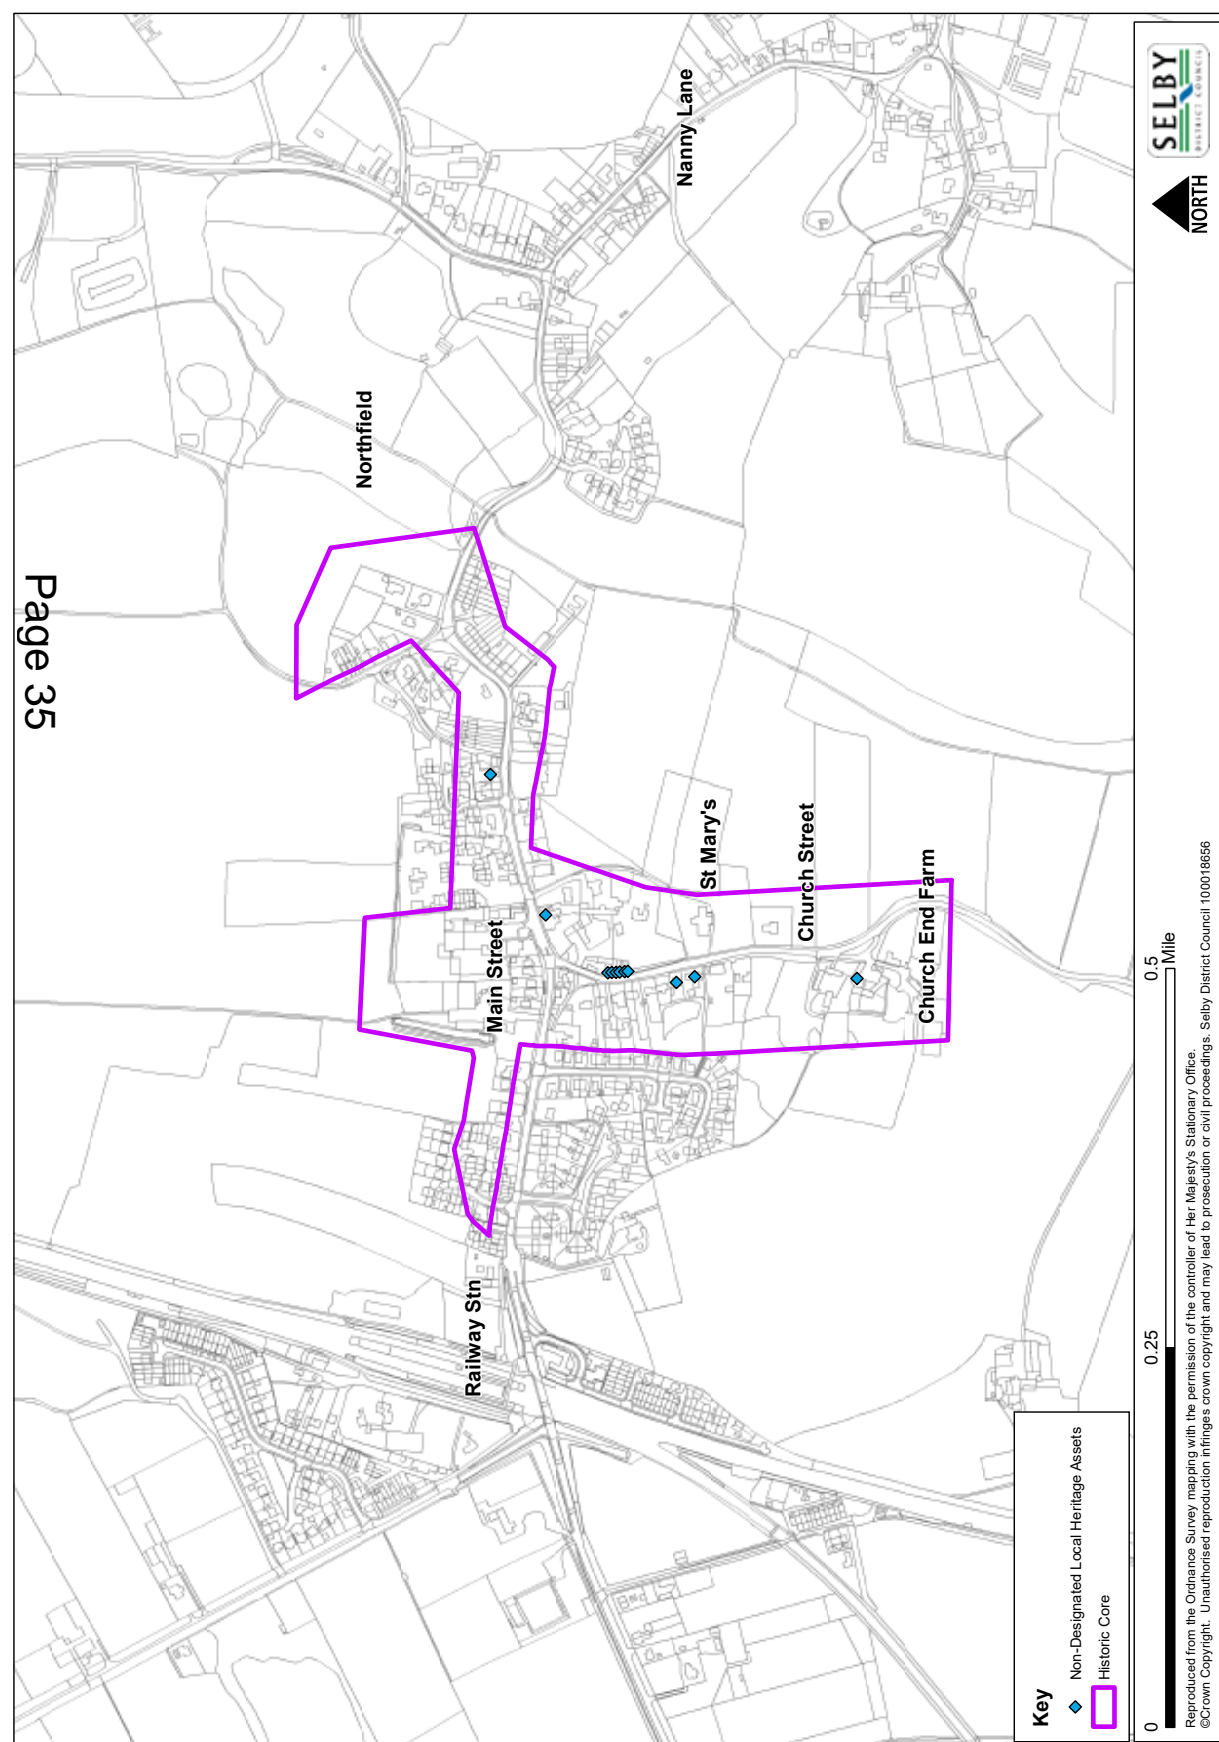 Northfield
Nanny Lane
Railway Stn
Main Street
St Mary's
Church Street
Church End Farm
Key
Non-Designated Local Heritage Assets
Historic Core
0
0.25
0.5
Mile
NORTH
SELBY
DISTRICT COUNCIL
Reproduced from the Ordnance Survey mapping with the permission of the controller of Her Majesty's Stationary Office.
©Crown Copyright. Unauthorised reproduction infringes crown copyright and may lead to prosecution or civil proceedings. Selby District Council 100018656
Page 35